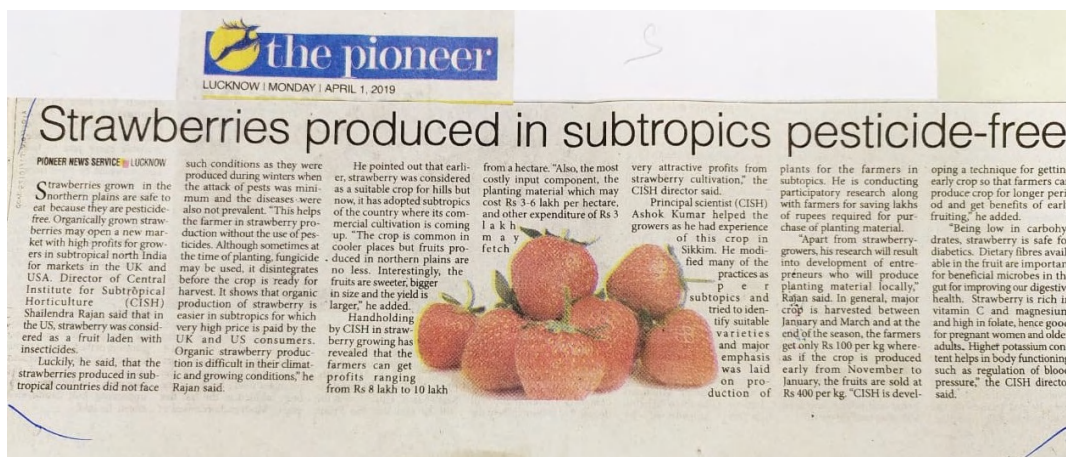 the pioneer
LUCKNOW | MONDAY | APRIL 1, 2019
Strawberries produced in subtropics pesticide-free
PIONEER NEWS SERVICE LUCKNOW
Strawberries grown in the
northern plains are safe to
eat because they are pesticide-
free. Organically grown straw-
berries may open a new mar-
ket with high profits for grow-
ers in subtropical north India
for markets in the UK and
USA. Director of Central
Institute for Subtropical
Horticulture (CISH)
Shailendra Rajan said that in
the US, strawberry was consid-
ered as a fruit laden with
insecticides.
Luckily, he said, that the
strawberries produced in sub-
tropical countries did not face
such conditions as they were
produced during winters when
the attack of pests was mini-
mum and the diseases were
also not prevalent. "This helps
the farmer in strawberry pro-
duction without the use of pes-
ticides. Although sometimes at
the time of planting, fungicide
may be used, it disintegrates
before the crop is ready for
harvest. It shows that organic
production of strawberry is
easier in subtropics for which
very high price is paid by the
UK and US consumers.
Organic strawberry produc-
tion is difficult in their climat-
ic and growing conditions," he
Rajan said.
He pointed out that earli-
er, strawberry was considered
as a suitable crop for hills but
now, it has adopted subtropics
of the country where its com-
mercial cultivation is coming
up. "The crop is common in
cooler places but fruits pro-
duced in northern plains are
no less. Interestingly, the
fruits are sweeter, bigger
in size and the yield is
larger," he added.
Handholding
by CISH in straw-
berry growing has
revealed that the
farmers can get
profits ranging
from Rs 8 lakh to 10 lakh
from a hectare. "Also, the most
costly input component, the
planting material which may
cost Rs 3-6 lakh per hectare,
and other expenditure of Rs 3
lakh
may
fetch
very attractive profits from
strawberry cultivation," the
CISH director said.
Principal scientist (CISH)
Ashok Kumar helped the
growers as he had experience
of this crop in
Sikkim. He modi-
fied many of the
practices as
per
subtopics and
tried to iden-
tify suitable
varieties
and major
emphasis
was laid
on pro-
duction of
plants for the farmers in
subtopics. He is conducting
participatory research along
with farmers for saving lakhs
of rupees required for pur-
chase of planting material.
"Apart from strawberry-
growers, his research will result
into development of entre-
preneurs who will produce
planting material locally,"
Rajan said. In general, major
crop is harvested between
January and March and at the
end of the season, the farmers
get only Rs 100 per kg where-
as if the crop is produced
early from November to
January, the fruits are sold at
Rs 400 per kg. "CISH is devel-
oping a technique for gettin
early crop so that farmers ca
produce crop for longer peri
od and get benefits of earl
fruiting," he added.
"Being low in carbohy
drates, strawberry is safe fo
diabetics. Dietary fibres avail
able in the fruit are importan
for beneficial microbes in th
gut for improving our digestiv
health. Strawberry is rich i
vitamin C and magnesium
and high in folate, hence goo
for pregnant women and olde
adults. Higher potassium con
tent helps in body functionin
such as regulation of bloo
pressure," the CISH directo
said.